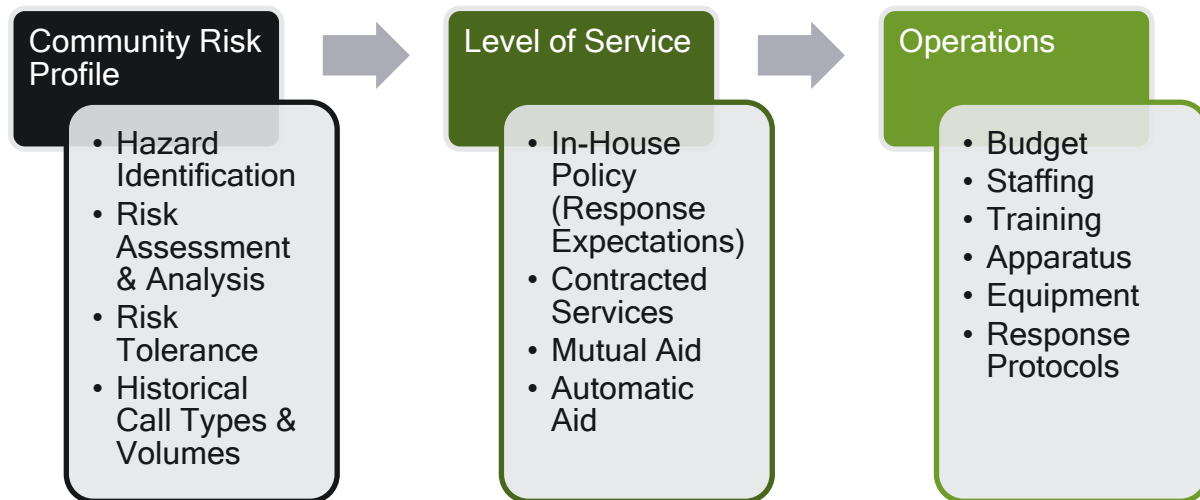 Community Risk
Profile
• Hazard
Identification
• Risk
Assessment
& Analysis
• Risk
Tolerance
• Historical
Call Types &
Volumes
Level of Service
• In-House
Policy
(Response
Expectations)
• Contracted
Services
• Mutual Aid
• Automatic
Aid
Operations
• Budget
• Staffing
• Training
• Apparatus
• Equipment
• Response
Protocols